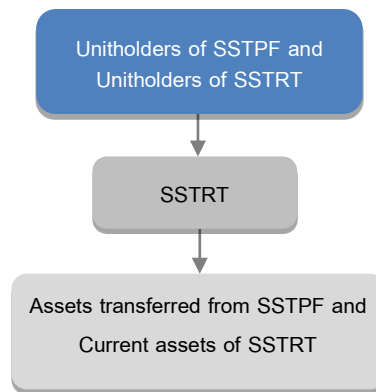 Unitholders of SSTPF and
Unitholders of SSTRT
SSTRT
Assets transferred from SSTPF and
Current assets of SSTRT